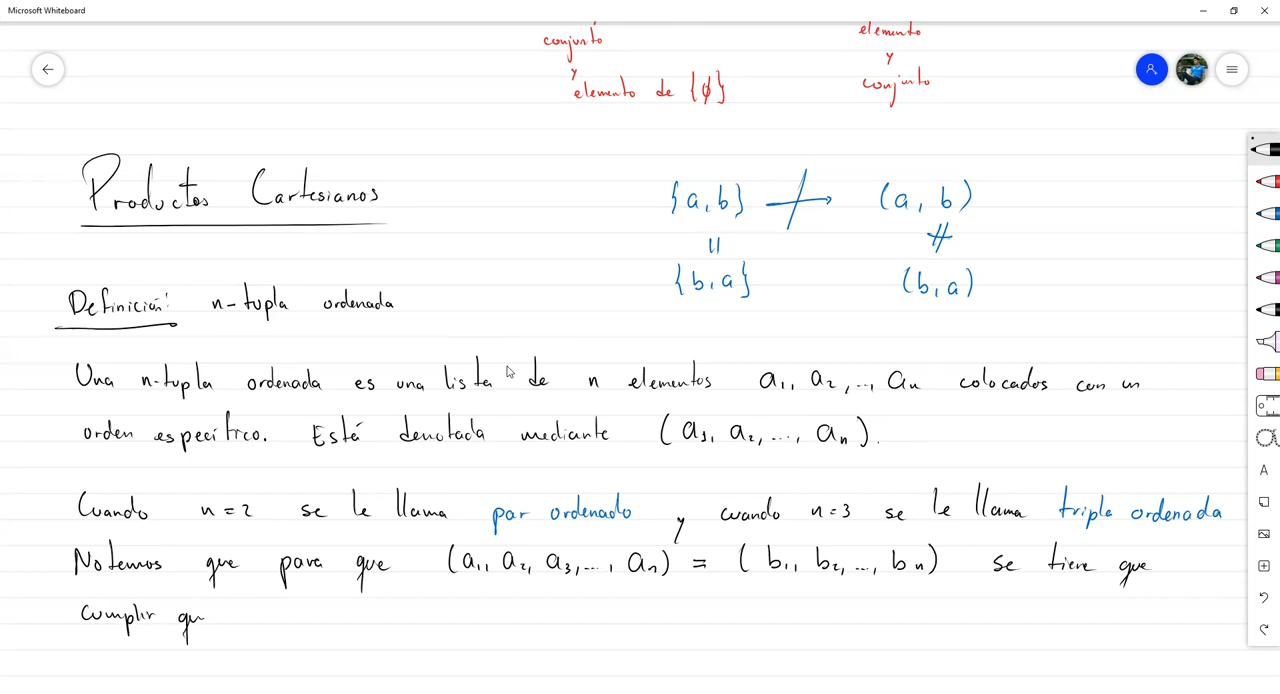 Microsoft Whiteboard
conjunto
y
elemento de {ϕ}
elemento
y
conjunto
Productos Cartesianos
{a, b} (a, b)
{b, a} (b, a)
Definición: n-tupla ordenada
Una n-tupla ordenada es una lista de n elementos a₁, a₂, ..., aₙ colocados con un
orden específico. Está denotada mediante (a₁, a₂, ..., aₙ).
Cuando n=2 se le llama par ordenado y cuando n=3 se le llama tripla ordenada
Notemos que para que (a₁, a₂, a₃, ..., aₙ) = (b₁, b₂, ..., bₙ) se tiene que
cumplir que